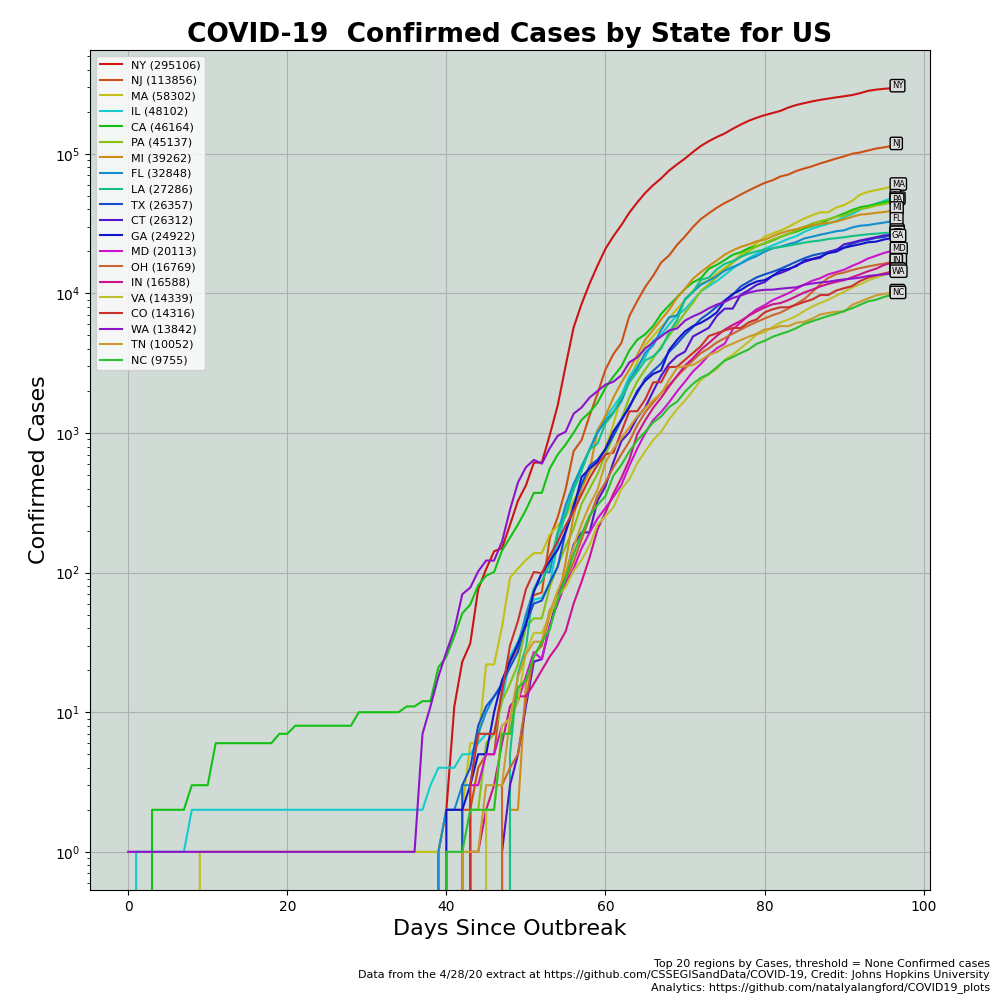 COVID-19  Confirmed Cases by State for US
NY (295106)
NJ (113856)
MA (58302)
IL (48102)
CA (46164)
PA (45137)
MI (39262)
FL (32848)
LA (27286)
TX (26357)
CT (26312)
GA (24922)
MD (20113)
OH (16769)
IN (16588)
VA (14339)
CO (14316)
WA (13842)
TN (10052)
NC (9755)
NY
NJ
MA
PA
MI
FL
GA
MD
IN
WA
NC
Confirmed Cases
10^5
10^4
10^3
10^2
10^1
10^0
0 20 40 60 80 100
Days Since Outbreak
Top 20 regions by Cases, threshold = None Confirmed cases
Data from the 4/28/20 extract at https://github.com/CSSEGISandData/COVID-19, Credit: Johns Hopkins University
Analytics: https://github.com/natalyalangford/COVID19_plots